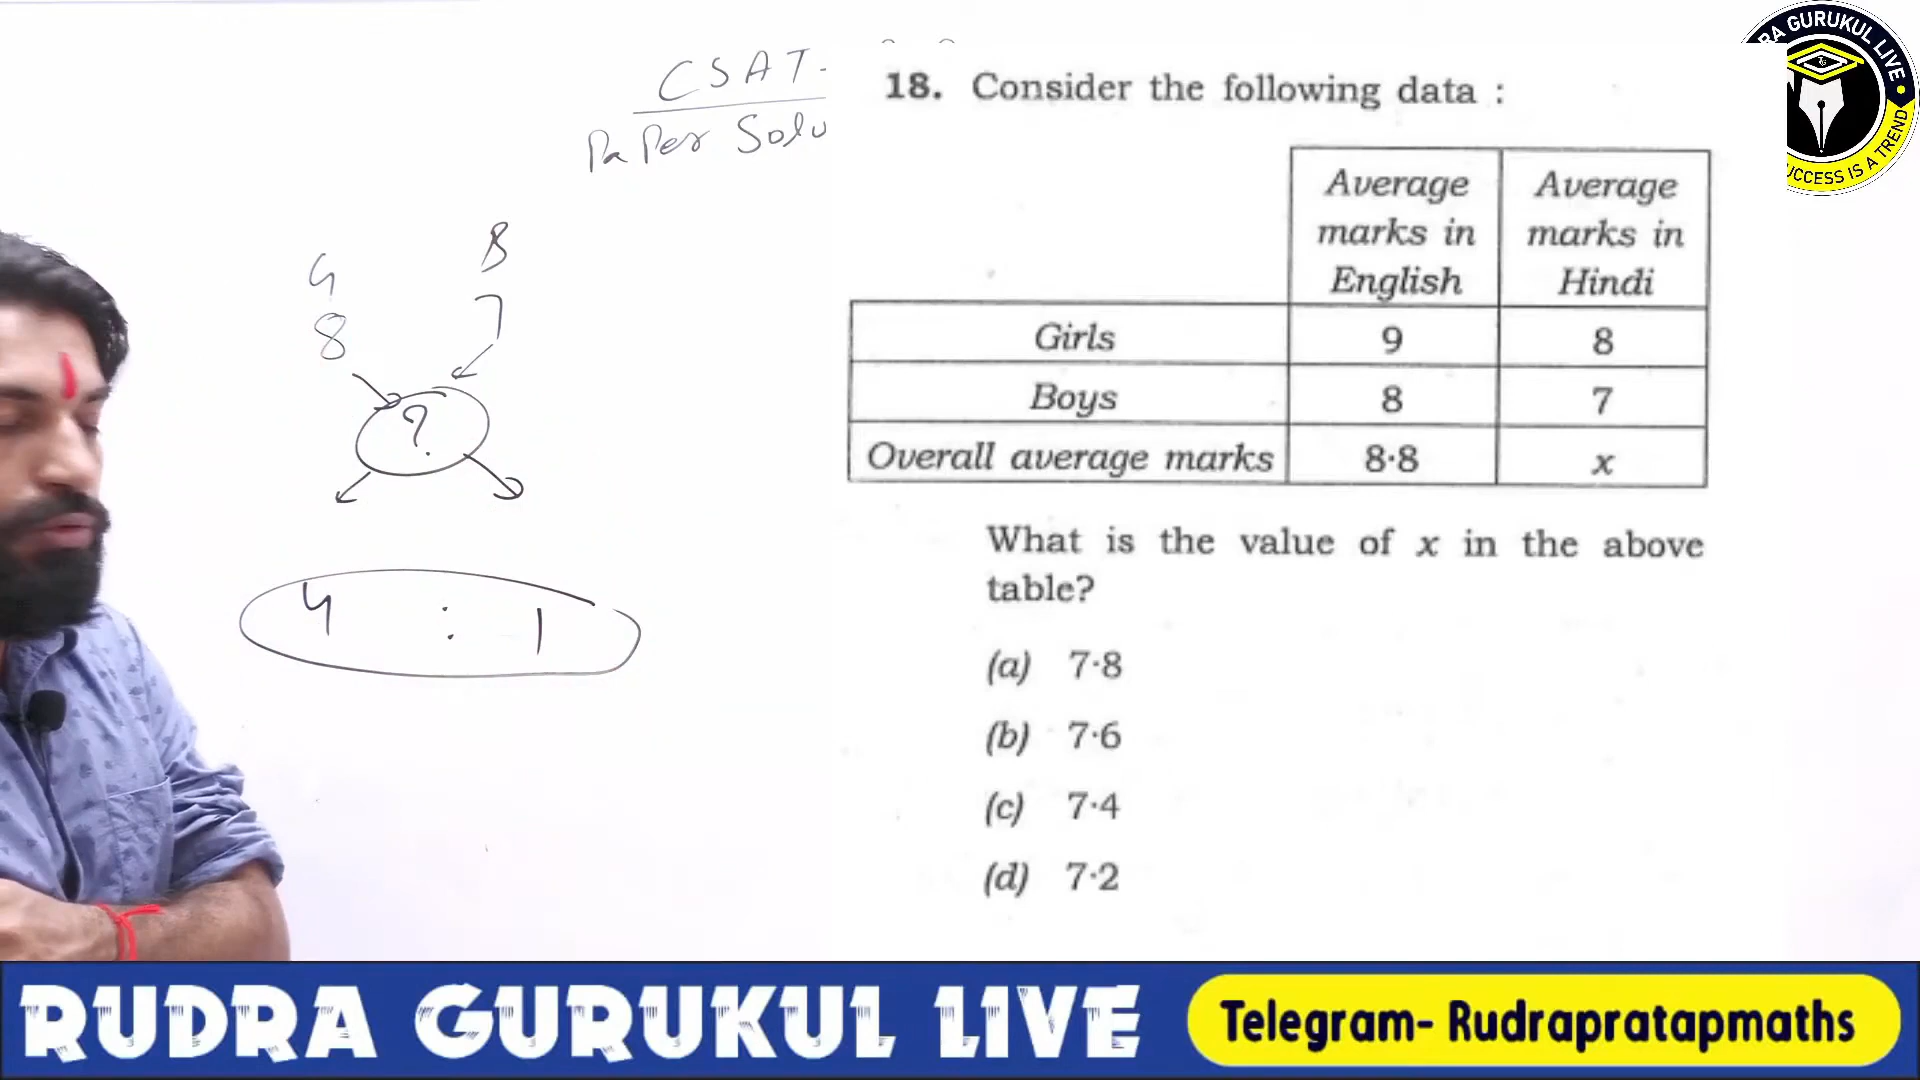 CSAT-
PaPer Solu
G B
8 7
?
4 : 1
18. Consider the following data :
Average marks in English
Average marks in Hindi
Girls 9 8
Boys 8 7
Overall average marks 8·8 x
What is the value of x in the above
table?
(a) 7·8
(b) 7·6
(c) 7·4
(d) 7·2
RA GURUKUL LIVE
UCCESS IS A TREND
RUDRA GURUKUL LIVE
Telegram- Rudrapratapmaths